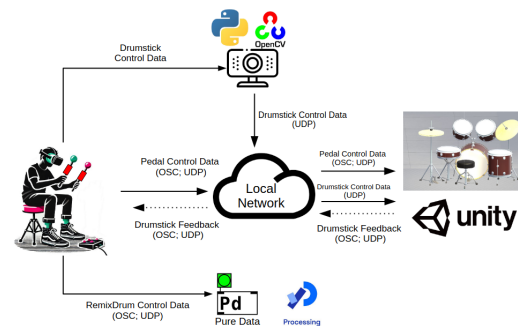 OpenCV
Drumstick
Control Data
Drumstick Control Data
(UDP)
Pedal Control Data
(OSC; UDP)
Local
Network
Pedal Control Data
(OSC; UDP)
Drumstick Control Data
(UDP)
Drumstick Feedback
(OSC; UDP)
Drumstick Feedback
(OSC; UDP)
unity
RemixDrum Control Data
(OSC; UDP)
Pd
Pure Data
Processing